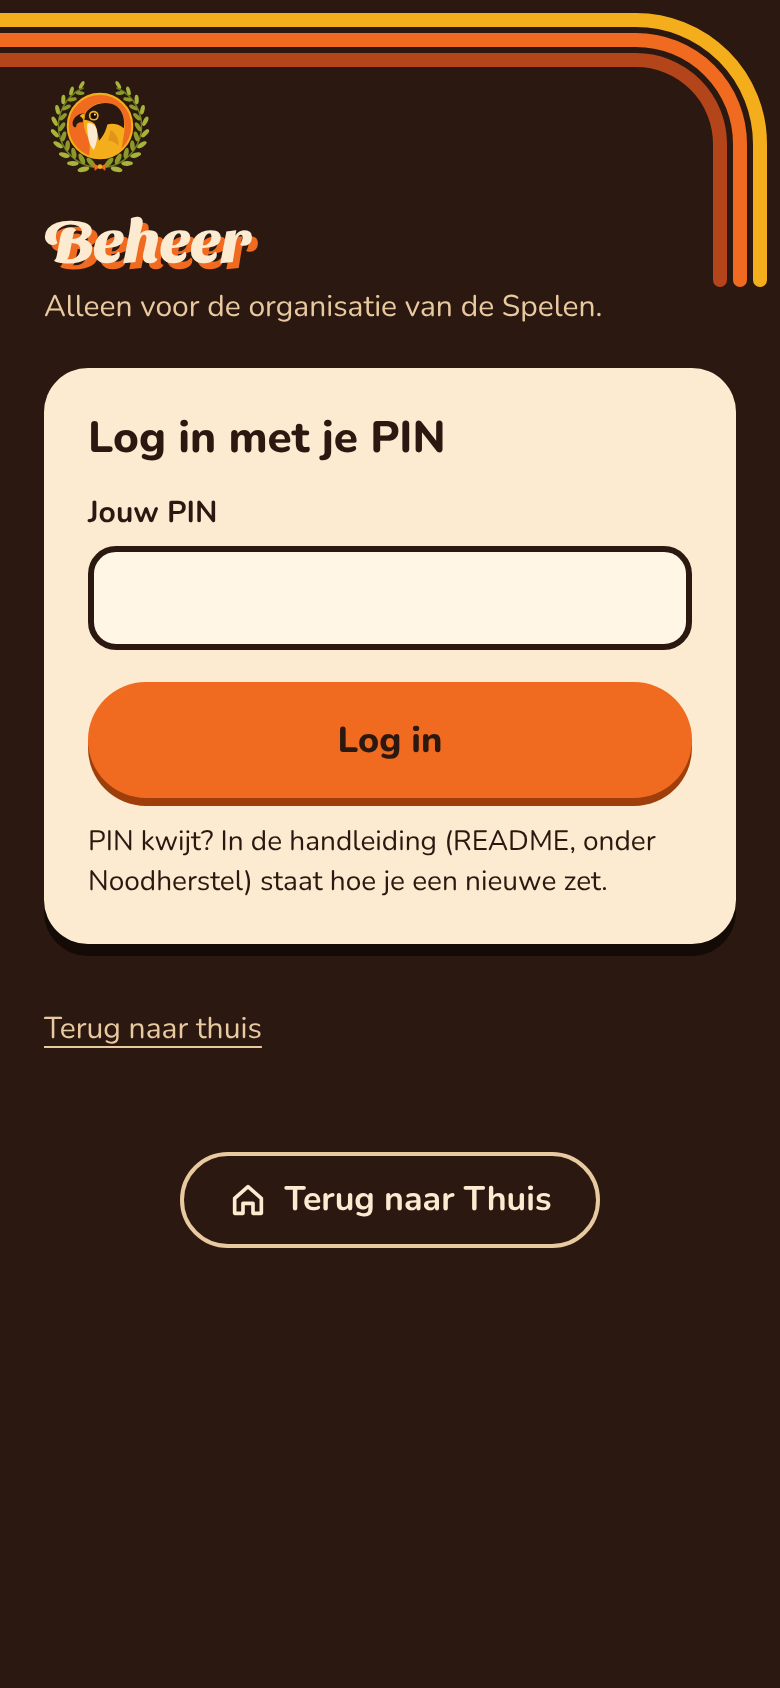 Beheer
Alleen voor de organisatie van de Spelen.
Log in met je PIN
Jouw PIN
Log in
PIN kwijt? In de handleiding (README, onder
Noodherstel) staat hoe je een nieuwe zet.
Terug naar thuis
Terug naar Thuis